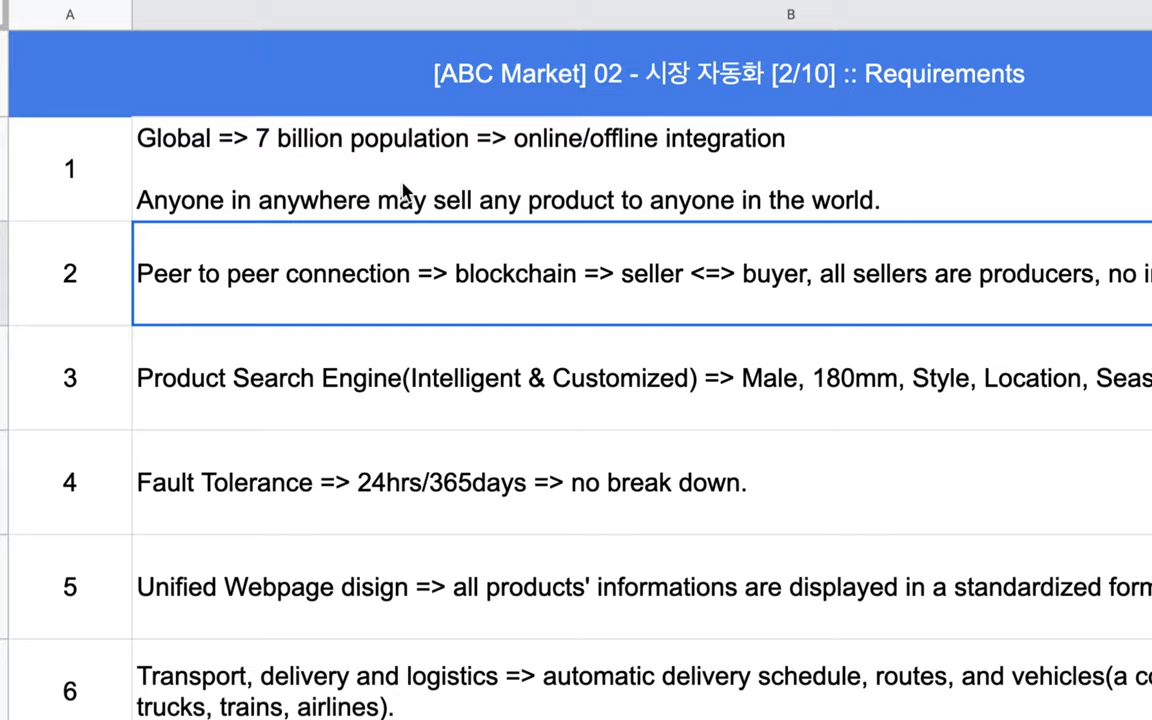 A
B
[ABC Market] 02 - 시장 자동화 [2/10] :: Requirements
1
Global => 7 billion population => online/offline integration
Anyone in anywhere may sell any product to anyone in the world.
2
Peer to peer connection => blockchain => seller <=> buyer, all sellers are producers, no
3
Product Search Engine(Intelligent & Customized) => Male, 180mm, Style, Location,
4
Fault Tolerance => 24hrs/365days => no break down.
5
Unified Webpage disign => all products' informations are displayed in a standardized
6
Transport, delivery and logistics => automatic delivery schedule, routes, and vehicles(a
trucks, trains, airlines).